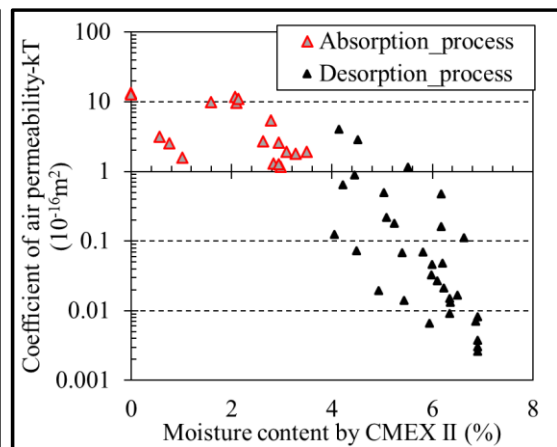 100
10
1
0.1
0.01
0.001
Coefficient of air permeability-kT
(10⁻¹⁶m²)
Absorption_process
Desorption_process
0 2 4 6 8
Moisture content by CMEX II (%)